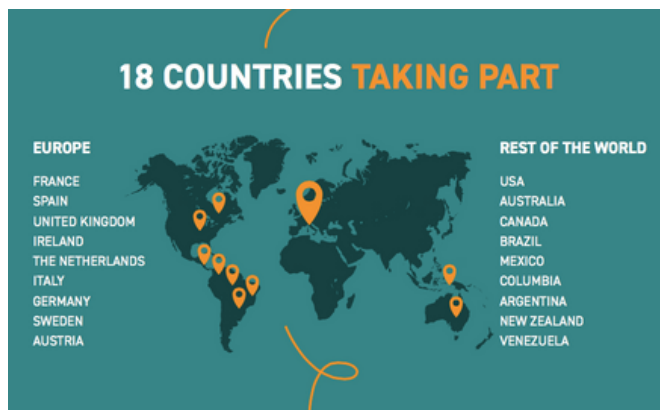 18 COUNTRIES TAKING PART
EUROPE
FRANCE
SPAIN
UNITED KINGDOM
IRELAND
THE NETHERLANDS
ITALY
GERMANY
SWEDEN
AUSTRIA
REST OF THE WORLD
USA
AUSTRALIA
CANADA
BRAZIL
MEXICO
COLUMBIA
ARGENTINA
NEW ZEALAND
VENEZUELA